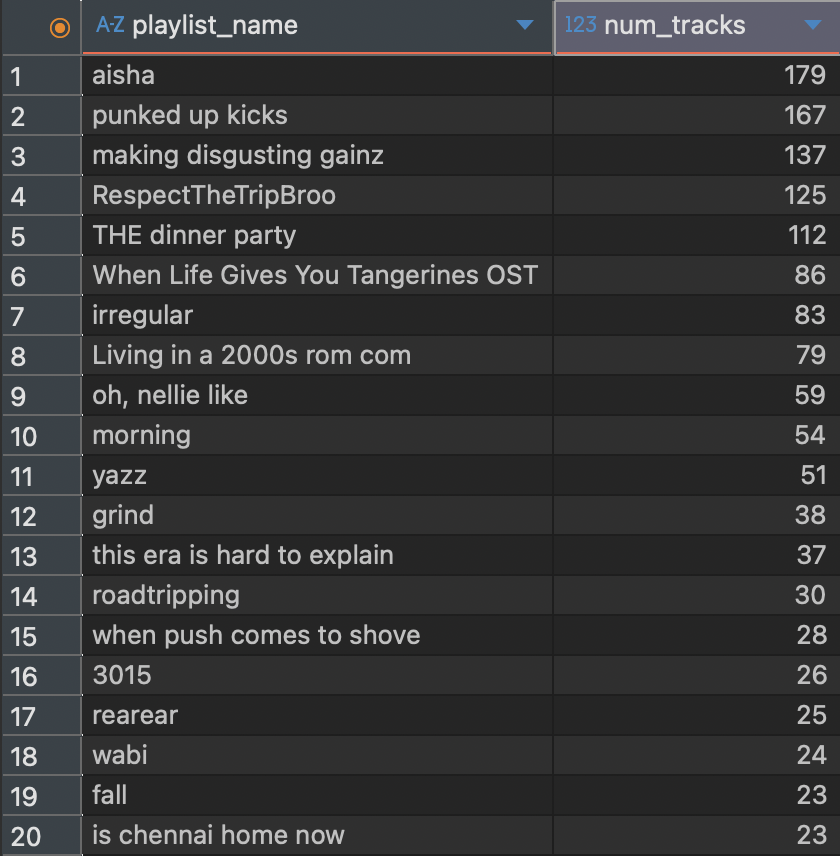 A-Z playlist_name 123 num_tracks
1 aisha 179
2 punked up kicks 167
3 making disgusting gainz 137
4 RespectTheTripBroo 125
5 THE dinner party 112
6 When Life Gives You Tangerines OST 86
7 irregular 83
8 Living in a 2000s rom com 79
9 oh, nellie like 59
10 morning 54
11 yazz 51
12 grind 38
13 this era is hard to explain 37
14 roadtripping 30
15 when push comes to shove 28
16 3015 26
17 rearear 25
18 wabi 24
19 fall 23
20 is chennai home now 23